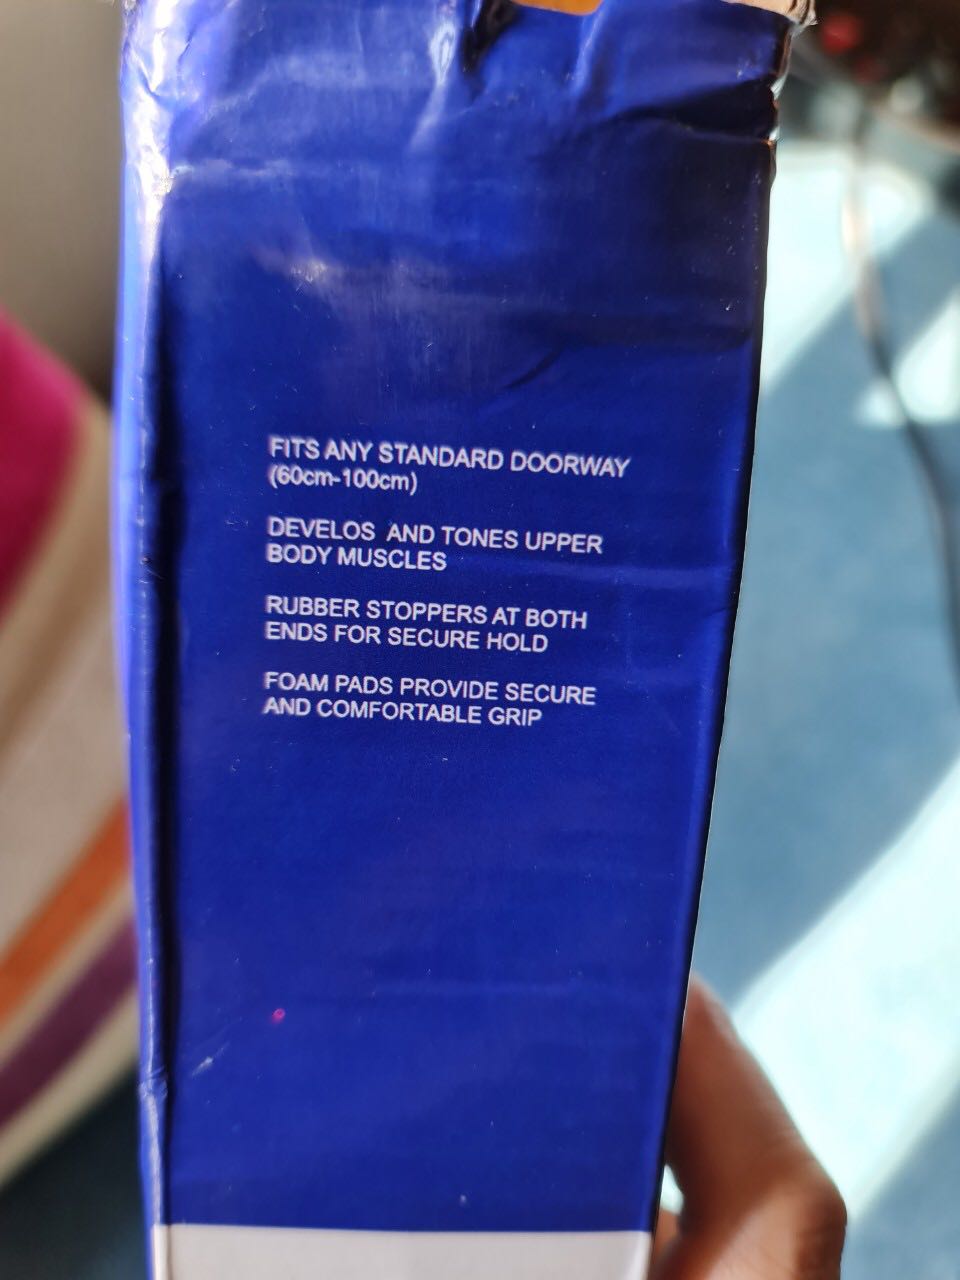 FITS ANY STANDARD DOORWAY
(60cm-100cm)
DEVELOS AND TONES UPPER
BODY MUSCLES
RUBBER STOPPERS AT BOTH
ENDS FOR SECURE HOLD
FOAM PADS PROVIDE SECURE
AND COMFORTABLE GRIP